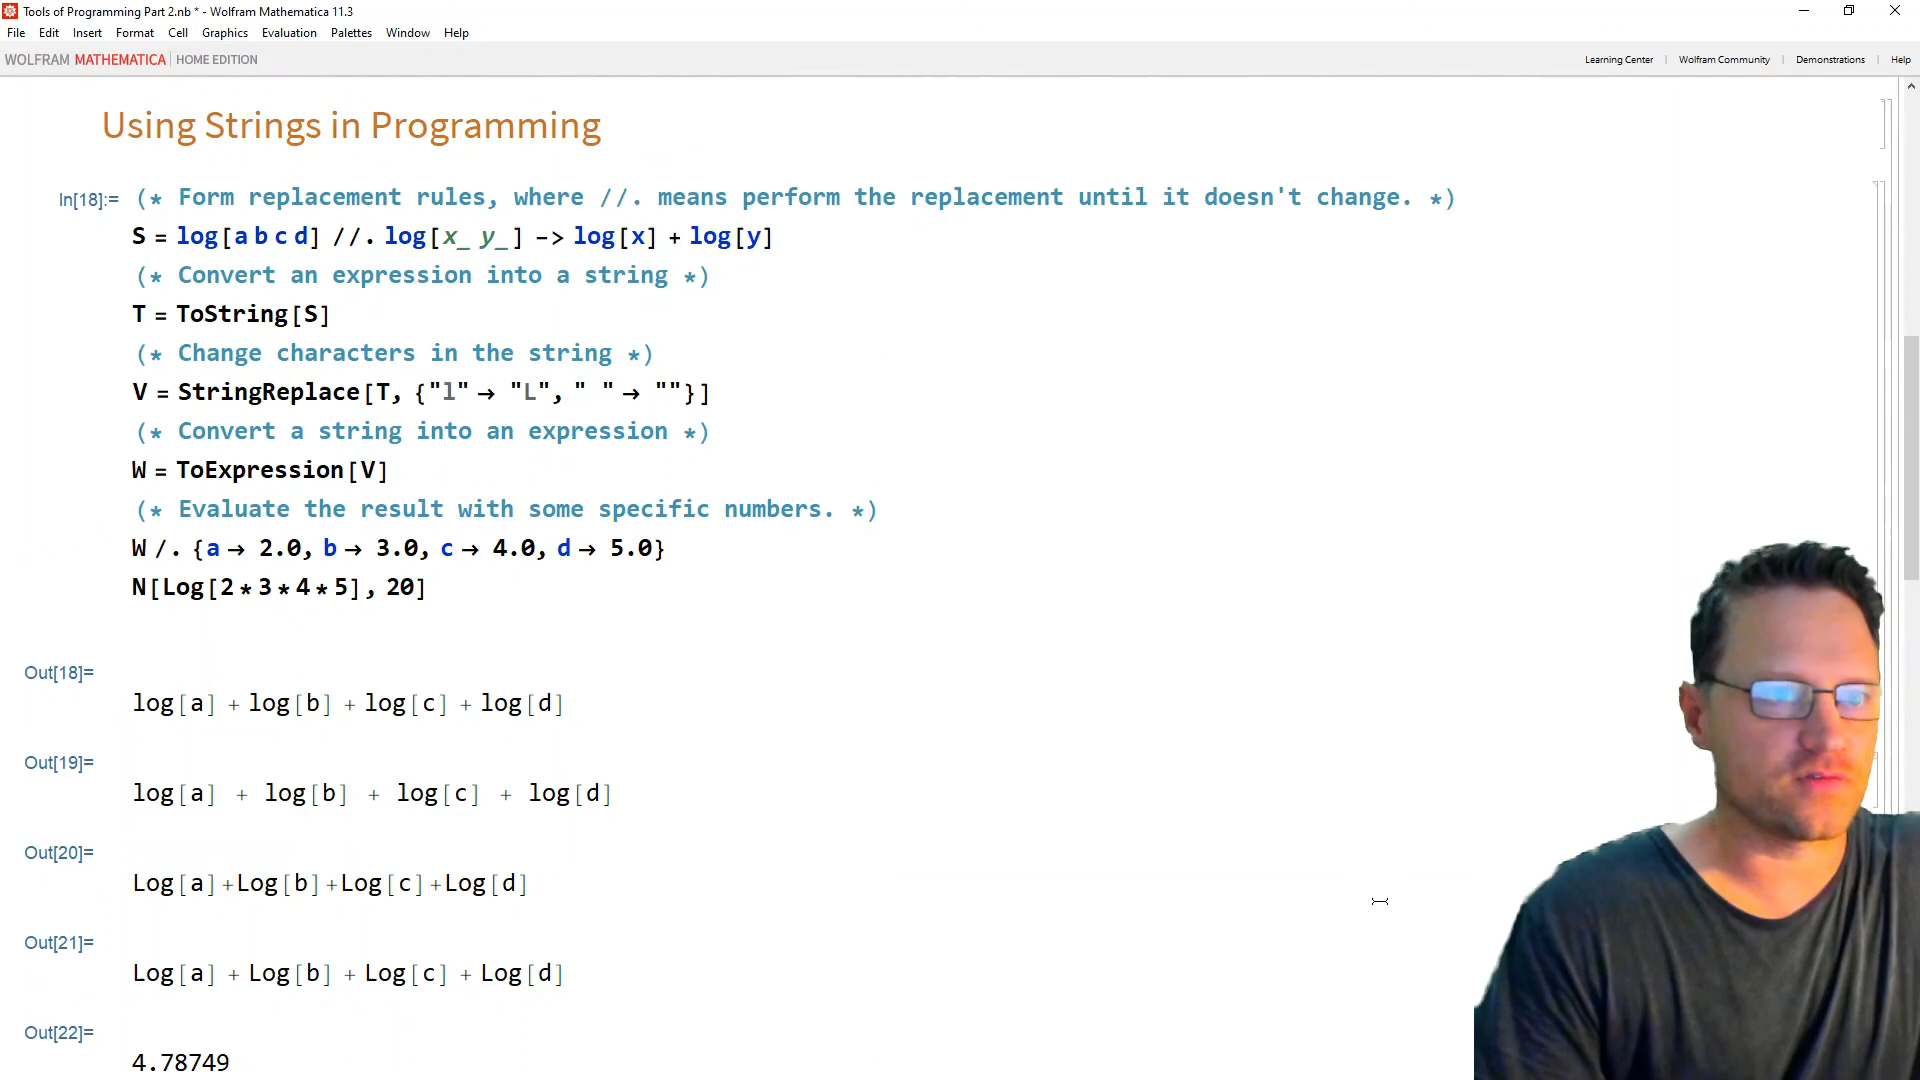 Tools of Programming Part 2.nb * - Wolfram Mathematica 11.3
File Edit Insert Format Cell Graphics Evaluation Palettes Window Help
WOLFRAM MATHEMATICA | HOME EDITION
Learning Center | Wolfram Community | Demonstrations | Help
Using Strings in Programming
In[18]:= (* Form replacement rules, where //. means perform the replacement until it doesn't change. *)
S = log[a b c d] //. log[x_ y_] -> log[x] + log[y]
(* Convert an expression into a string *)
T = ToString[S]
(* Change characters in the string *)
V = StringReplace[T, {"l" → "L", " " → ""}]
(* Convert a string into an expression *)
W = ToExpression[V]
(* Evaluate the result with some specific numbers. *)
W /. {a → 2.0, b → 3.0, c → 4.0, d → 5.0}
N[Log[2*3*4*5], 20]
Out[18]=
log[a] + log[b] + log[c] + log[d]
Out[19]=
log[a] + log[b] + log[c] + log[d]
Out[20]=
Log[a]+Log[b]+Log[c]+Log[d]
Out[21]=
Log[a] + Log[b] + Log[c] + Log[d]
Out[22]=
4.78749